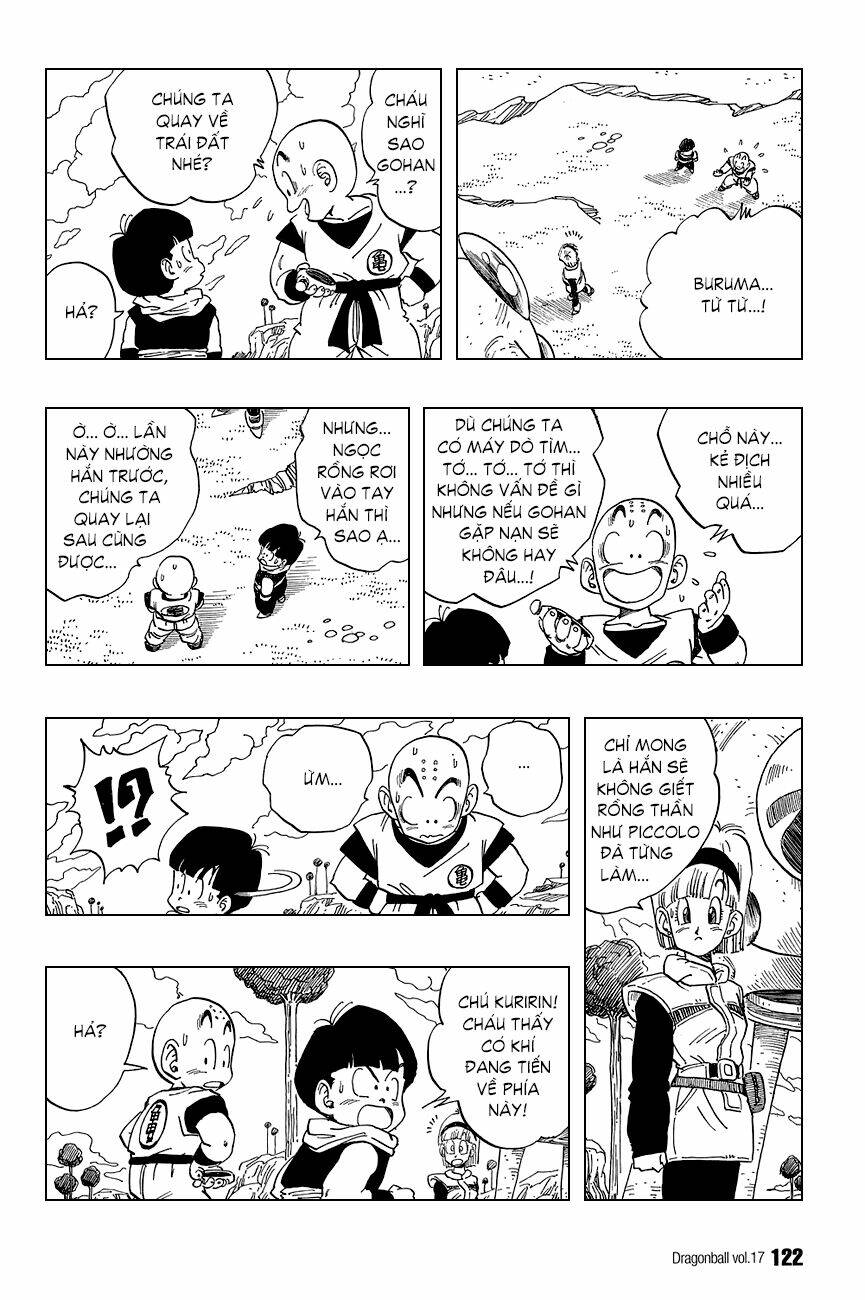 BURUMA...
TỪ TỪ...!
CHÁU
NGHĨ
SAO
GOHAN
...?
CHÚNG TA
QUAY VỀ
TRÁI ĐẤT
NHÉ?
亀
HẢ?
CHỖ NÀY...
KẺ ĐỊCH
NHIỀU
QUÁ...
DÙ CHÚNG TA
CÓ MÁY DÒ TÌM...
TỚ... TỚ... TỚ THÌ
KHÔNG VẤN ĐỀ GÌ
NHƯNG NẾU GOHAN
GẶP NẠN SẼ
KHÔNG HAY
ĐÂU...!
NHƯNG...
NGỌC
RỒNG RƠI
VÀO TAY
HẮN THÌ
SAO Ạ...
Ờ... Ờ... LẦN
NÀY NHƯỜNG
HẮN TRƯỚC,
CHÚNG TA
QUAY LẠI
SAU CŨNG
ĐƯỢC...
CHỈ MONG
LÀ HẮN SẼ
KHÔNG GIẾT
RỒNG THẦN
NHƯ PICCOLO
ĐÃ TỪNG
LÀM...
...
ỪM...
亀
!?
CHÚ KURIRIN!
CHÁU THẤY
CÓ KHÍ
ĐANG TIẾN
VỀ PHÍA
NÀY!
HẢ?
Dragonball vol.17 122